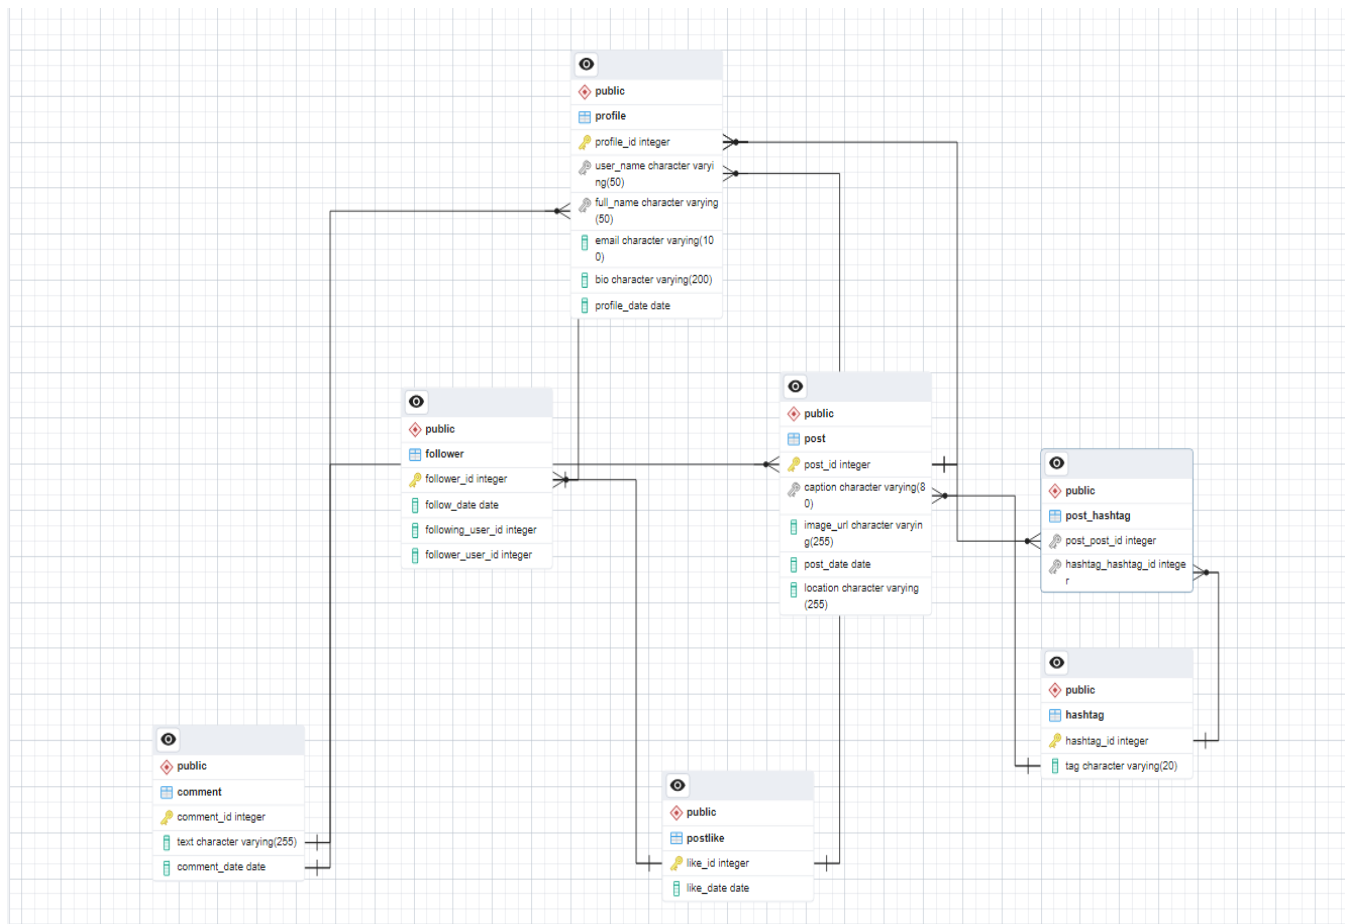 public
profile
profile_id integer
user_name character varyi
ng(50)
full_name character varying
(50)
email character varying(10
0)
bio character varying(200)
profile_date date
public
follower
follower_id integer
follow_date date
following_user_id integer
follower_user_id integer
public
post
post_id integer
caption character varying(8
0)
image_url character varyin
g(255)
post_date date
location character varying
(255)
public
post_hashtag
post_post_id integer
hashtag_hashtag_id intege
r
public
hashtag
hashtag_id integer
tag character varying(20)
public
comment
comment_id integer
text character varying(255)
comment_date date
public
postlike
like_id integer
like_date date